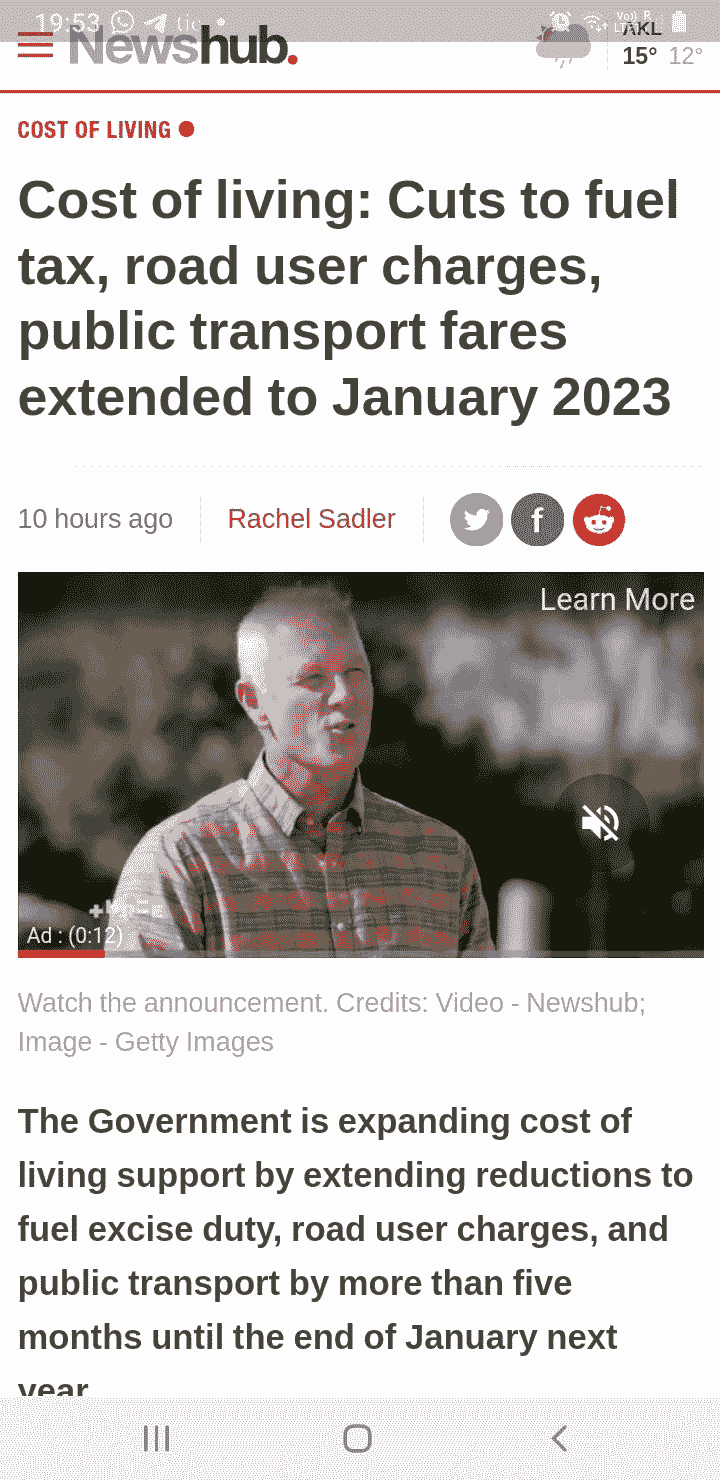 19:53
Newshub.
AKL
15° 12°
COST OF LIVING
Cost of living: Cuts to fuel
tax, road user charges,
public transport fares
extended to January 2023
10 hours ago
Rachel Sadler
Learn More
Ad : (0:12)
Watch the announcement. Credits: Video - Newshub;
Image - Getty Images
The Government is expanding cost of
living support by extending reductions to
fuel excise duty, road user charges, and
public transport by more than five
months until the end of January next
year